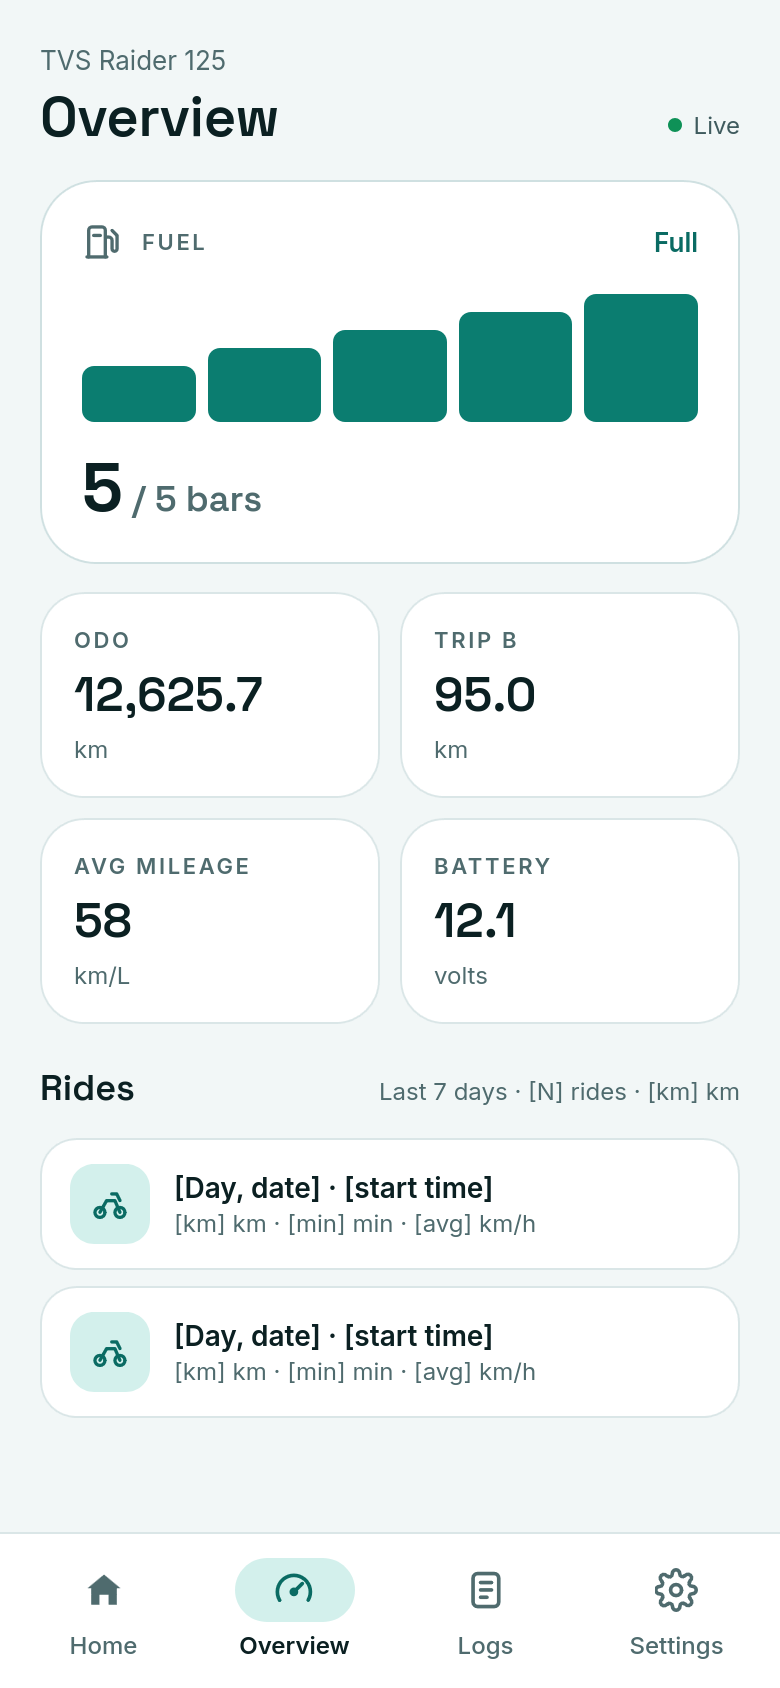 TVS Raider 125
Overview
Live
FUEL
Full
5 / 5 bars
ODO
12,625.7
km
TRIP B
95.0
km
AVG MILEAGE
58
km/L
BATTERY
12.1
volts
Rides
Last 7 days · [N] rides · [km] km
[Day, date] · [start time]
[km] km · [min] min · [avg] km/h
[Day, date] · [start time]
[km] km · [min] min · [avg] km/h
Home
Overview
Logs
Settings